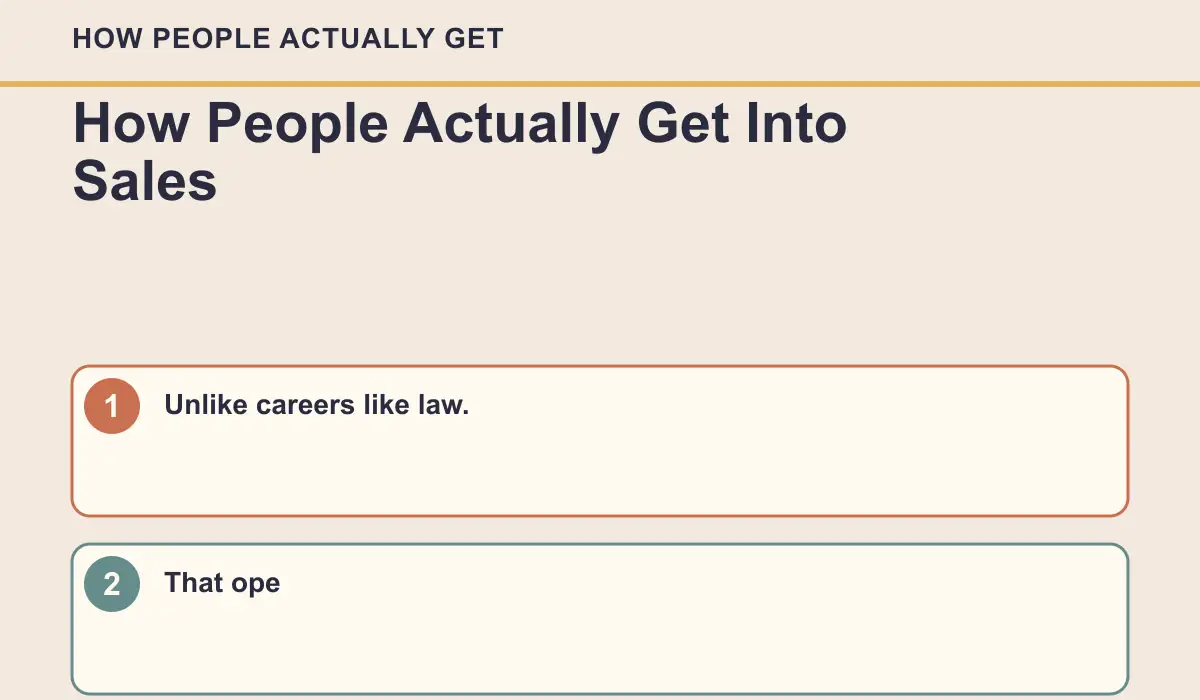 HOW PEOPLE ACTUALLY GET
How People Actually Get Into
Sales
1
Unlike careers like law.
2
That ope